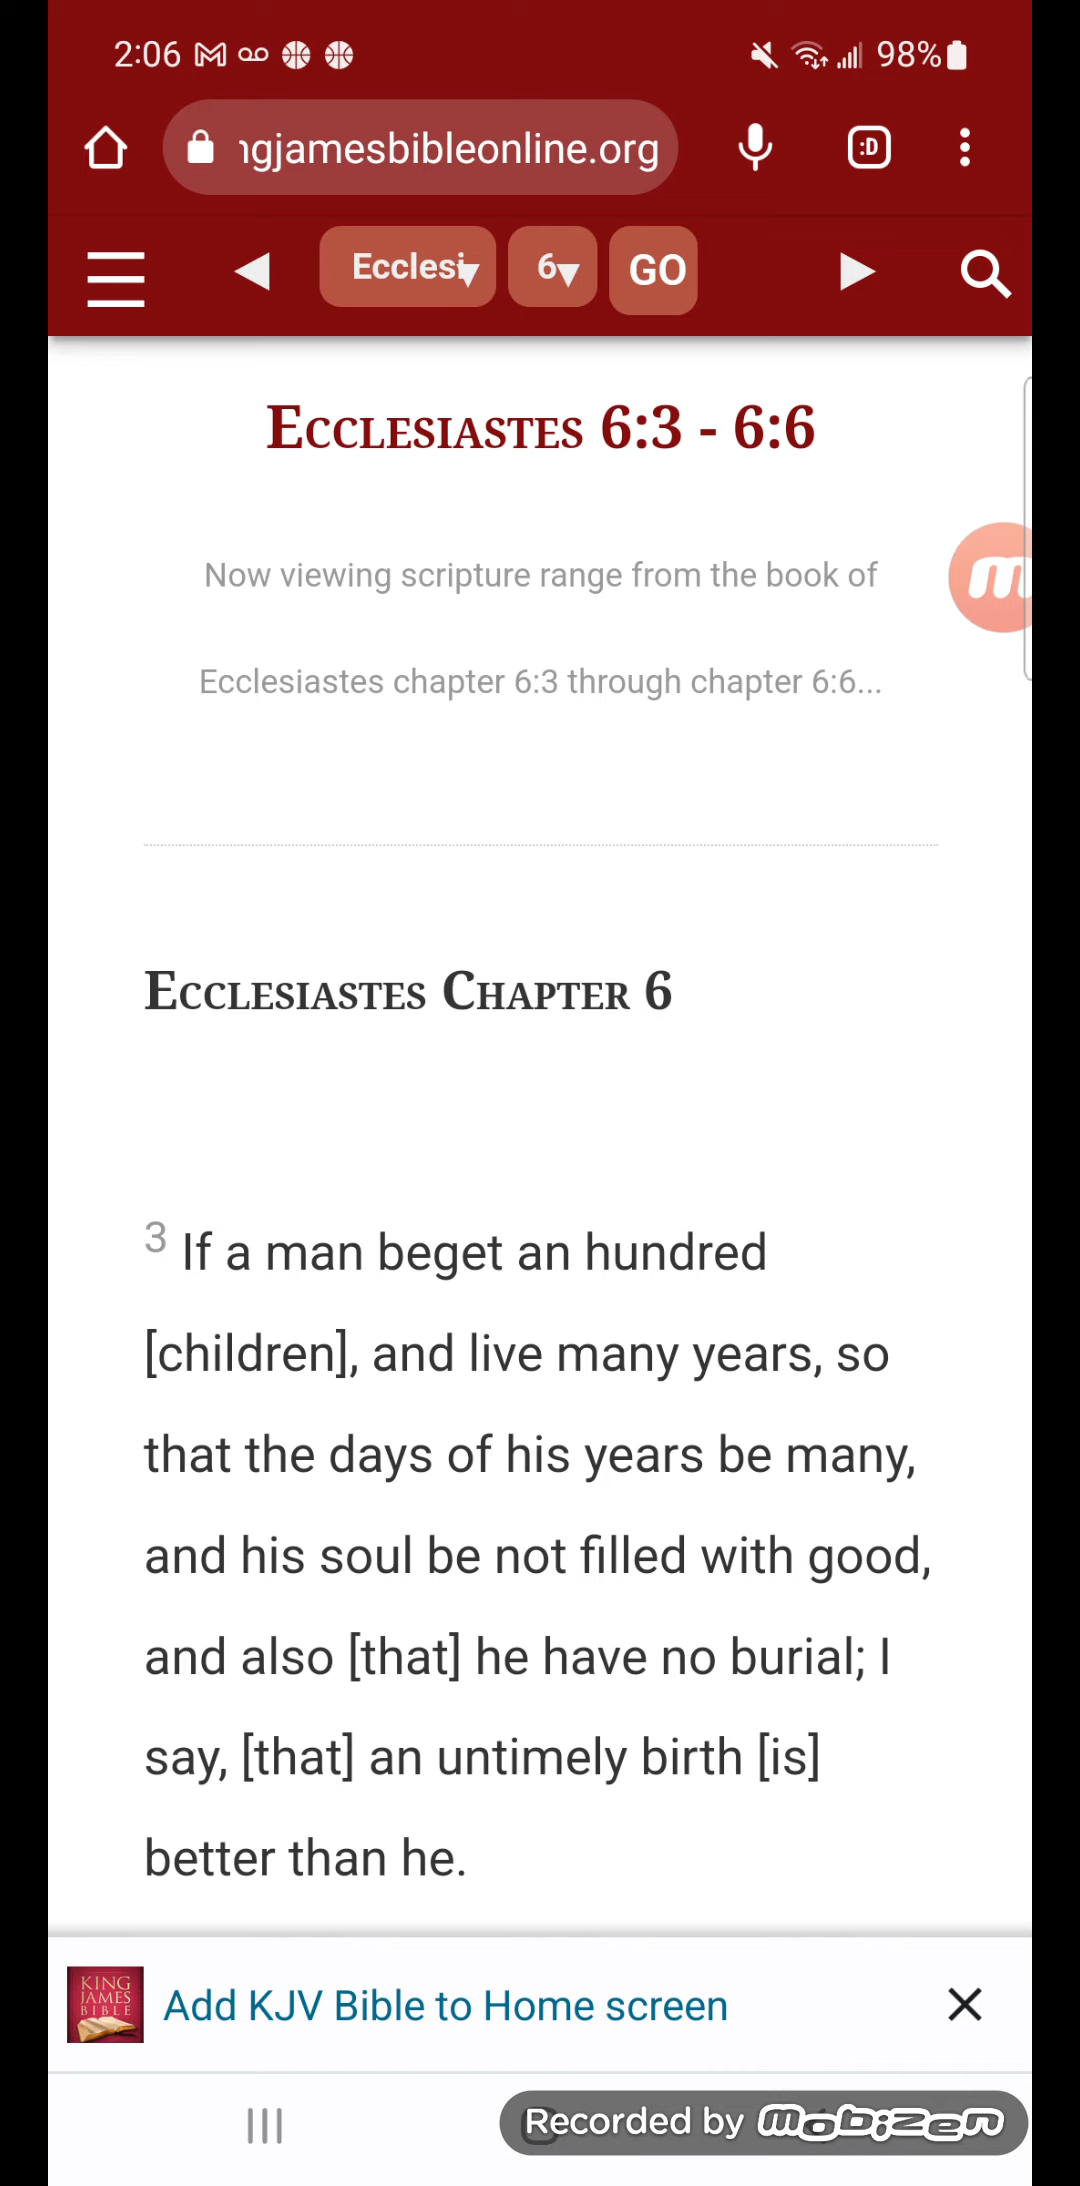 2:06 98%
ngjamesbibleonline.org :D
Ecclesi 6 GO
Ecclesiastes 6:3 - 6:6
Now viewing scripture range from the book of
Ecclesiastes chapter 6:3 through chapter 6:6...
Ecclesiastes Chapter 6
3 If a man beget an hundred
[children], and live many years, so
that the days of his years be many,
and his soul be not filled with good,
and also [that] he have no burial; I
say, [that] an untimely birth [is]
better than he.
KING
JAMES
BIBLE
Add KJV Bible to Home screen
Recorded by mobizen